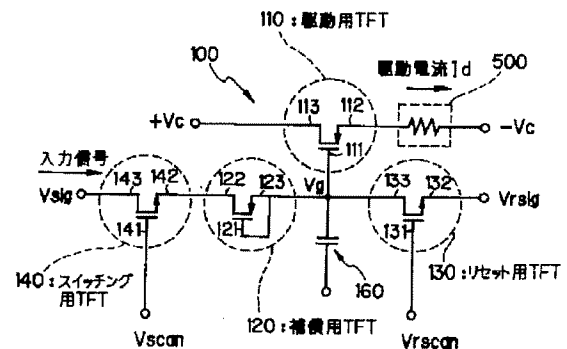 110:駆動用TFT
100
駆動電流Id
500
113
112
+Vc
-Vc
111
入力信号
Vsig
143
142
122
123
Vg
133
132
Vrsig
141
121
131
140:スイッチング
用TFT
160
130:リセット用TFT
120:補償用TFT
Vscan
Vrscan